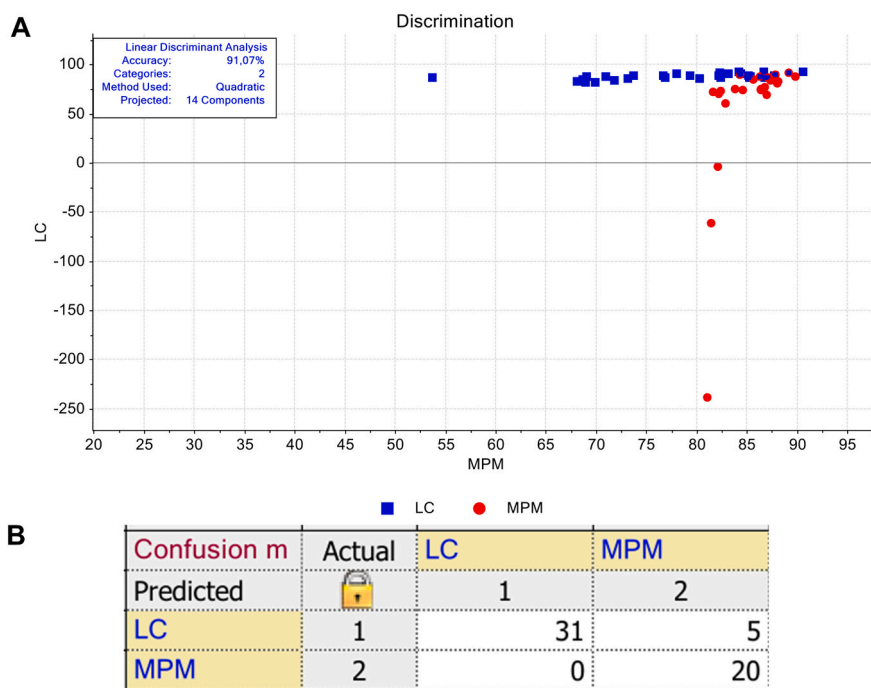 A
Discrimination
Linear Discriminant Analysis
Accuracy: 91,07%
Categories: 2
Method Used: Quadratic
Projected: 14 Components
100
50
0
-50
-100
-150
-200
-250
LC
20 25 30 35 40 45 50 55 60 65 70 75 80 85 90 95
MPM
LC MPM
B
Confusion m Actual LC MPM
Predicted 1 2
LC 1 31 5
MPM 2 0 20